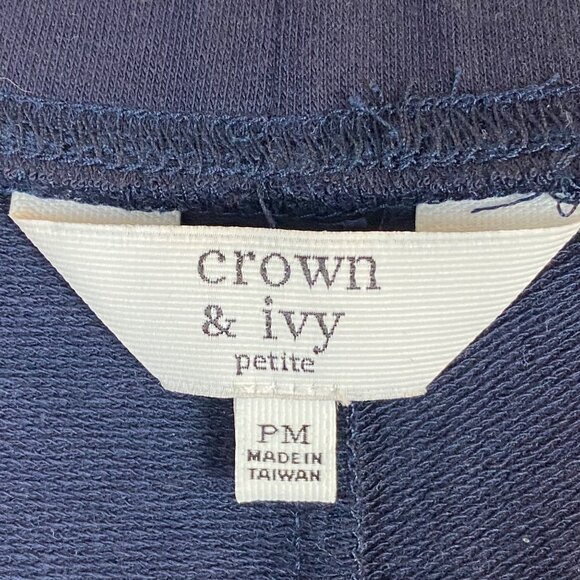 crown
& ivy
petite
PM
MADE IN
TAIWAN